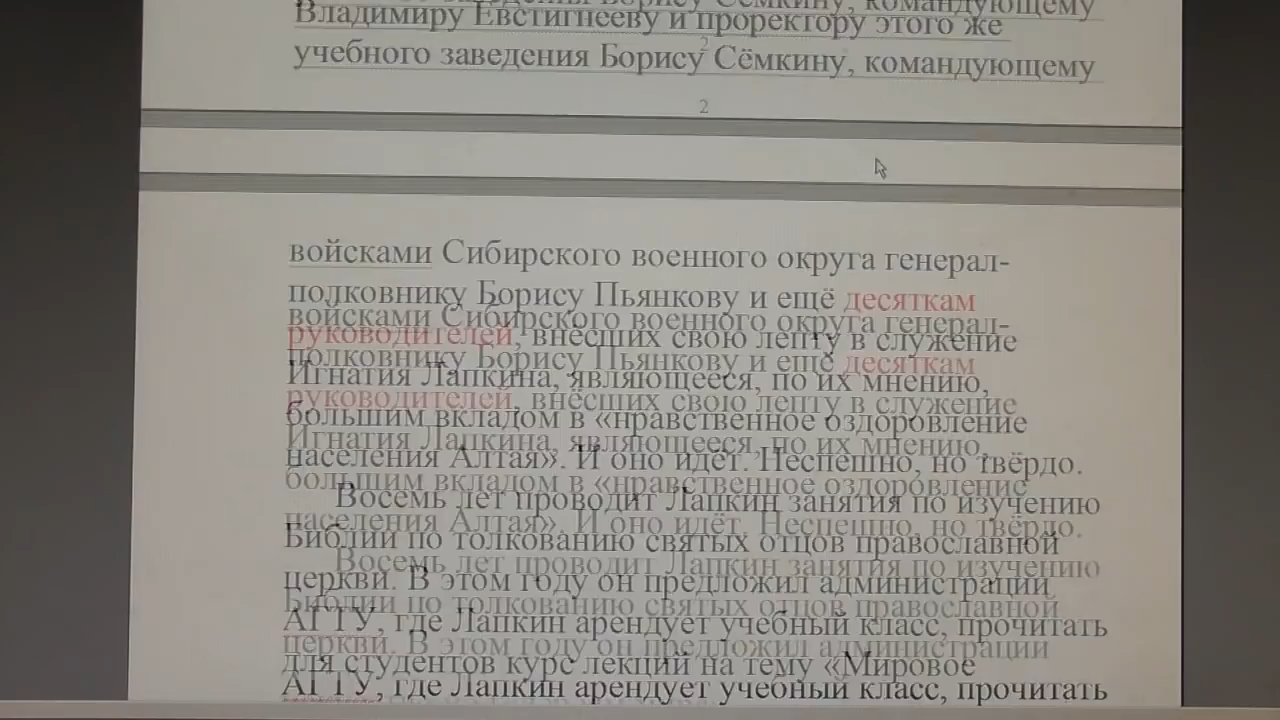 Владимиру Евстигнееву и проректору этого же
учебного заведения Борису Сёмкину, командующему
2
войсками Сибирского военного округа генерал-
полковнику Борису Пьянкову и ещё десяткам
руководителей, внёсших свою лепту в служение
Игнатия Лапкина, являющееся, по их мнению,
большим вкладом в «нравственное оздоровление
населения Алтая». И оно идёт. Неспешно, но твёрдо.
Восемь лет проводит Лапкин занятия по изучению
Библии по толкованию святых отцов православной
церкви. В этом году он предложил администрации
АГТУ, где Лапкин арендует учебный класс, прочитать
для студентов курс лекций на тему «Мировое